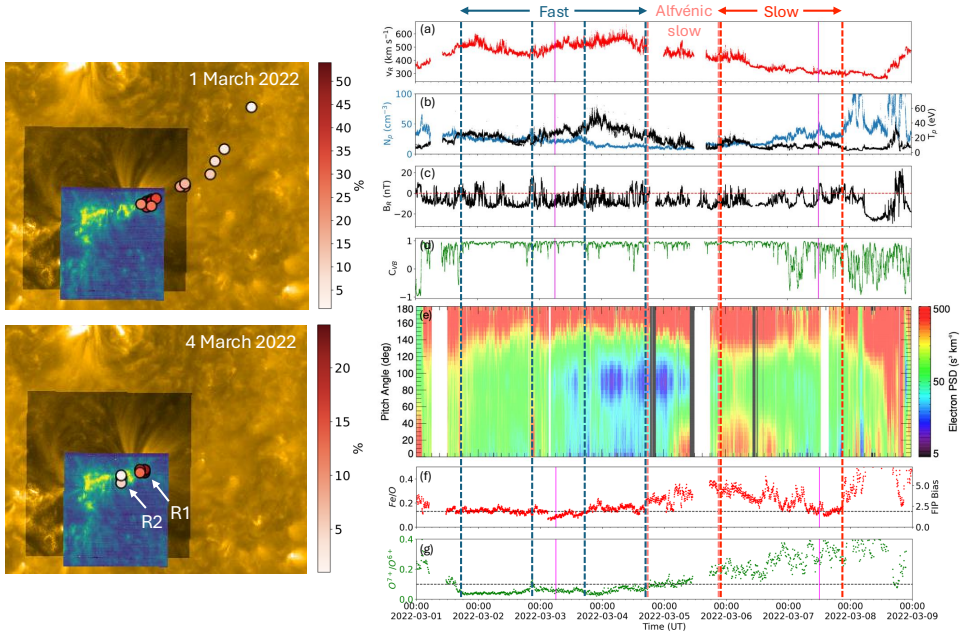 1 March 2022
50
45
40
35
30
25
20
15
10
5
%
4 March 2022
R1
R2
20
15
10
5
%
Fast
Alfvénic
slow
Slow
(a)
600
500
400
300
v_R (km s⁻¹)
(b)
100
50
0
N_p (cm⁻³)
60
40
20
0
T_p (eV)
(c)
20
0
−20
B_R (nT)
(d)
1
0
−1
C_VB
(e)
180
160
140
120
100
80
60
40
20
0
Pitch Angle (deg)
500
50
5
Electron PSD (s³ km⁻⁶)
(f)
0.4
0.2
0.0
Fe/O
5.0
2.5
0.0
FIP Bias
(g)
0.4
0.2
0.0
O⁷⁺/O⁶⁺
00:00 00:00 00:00 00:00 00:00 00:00 00:00 00:00 00:00
2022-03-01 2022-03-02 2022-03-03 2022-03-04 2022-03-05 2022-03-06 2022-03-07 2022-03-08 2022-03-09
Time (UT)